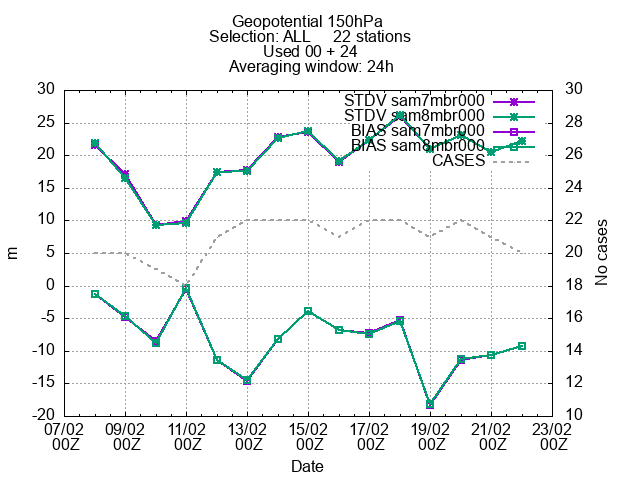 Geopotential 150hPa
Selection: ALL 22 stations
Used 00 + 24
Averaging window: 24h
30 30
25 28
20 26
15 24
10 22
5 20
0 18
-5 16
-10 14
-15 12
-20 10
STDV sam7mbr000
STDV sam8mbr000
BIAS sam7mbr000
BIAS sam8mbr000
CASES
m
No cases
07/02 09/02 11/02 13/02 15/02 17/02 19/02 21/02 23/02
00Z 00Z 00Z 00Z 00Z 00Z 00Z 00Z 00Z
Date